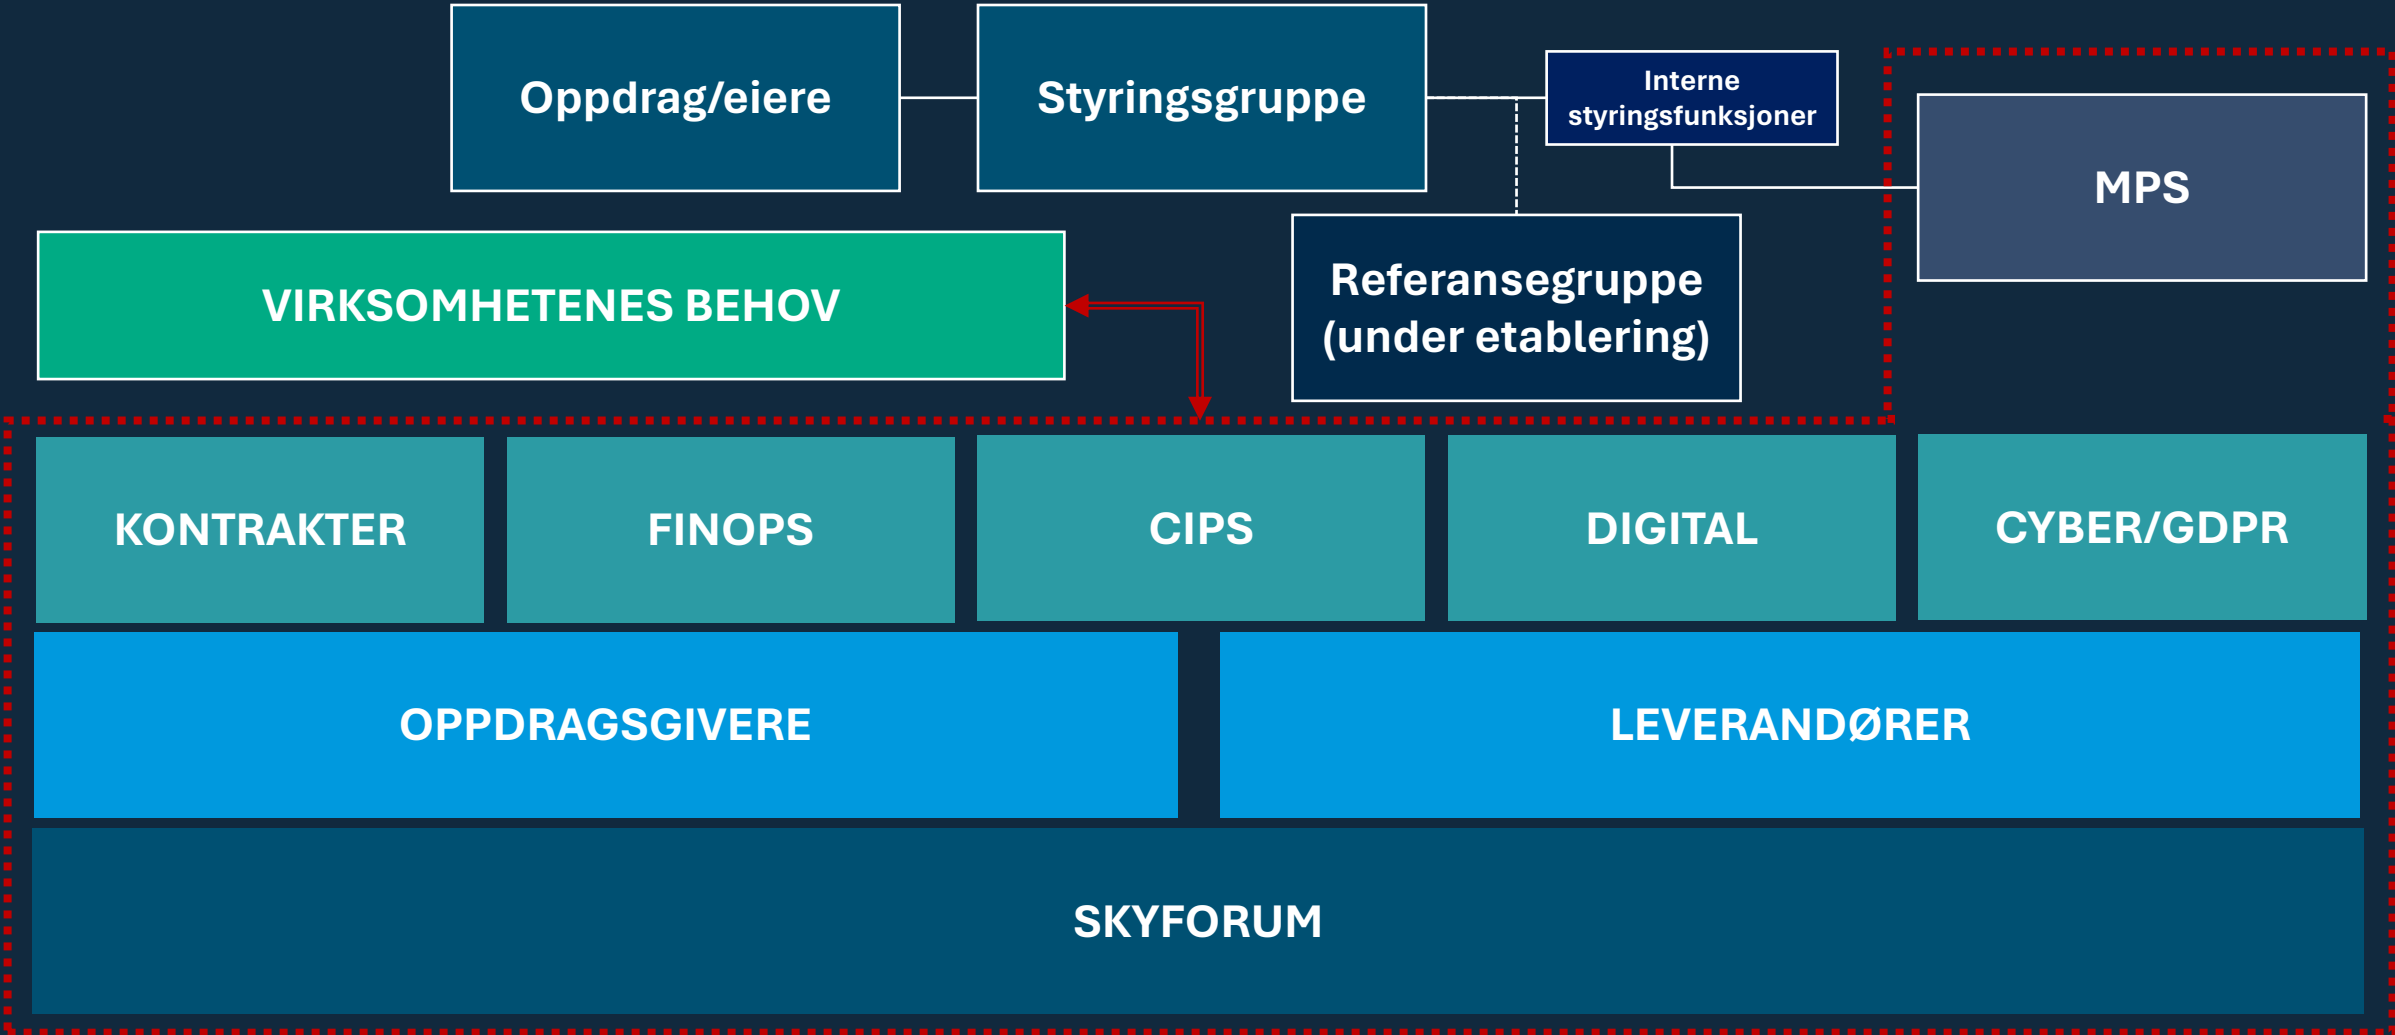 Oppdrag/eiere
Styringsgruppe
Interne
styringsfunksjoner
MPS
VIRKSOMHETENES BEHOV
Referansegruppe
(under etablering)
KONTRAKTER
FINOPS
CIPS
DIGITAL
CYBER/GDPR
OPPDRAGSGIVERE
LEVERANDØRER
SKYFORUM